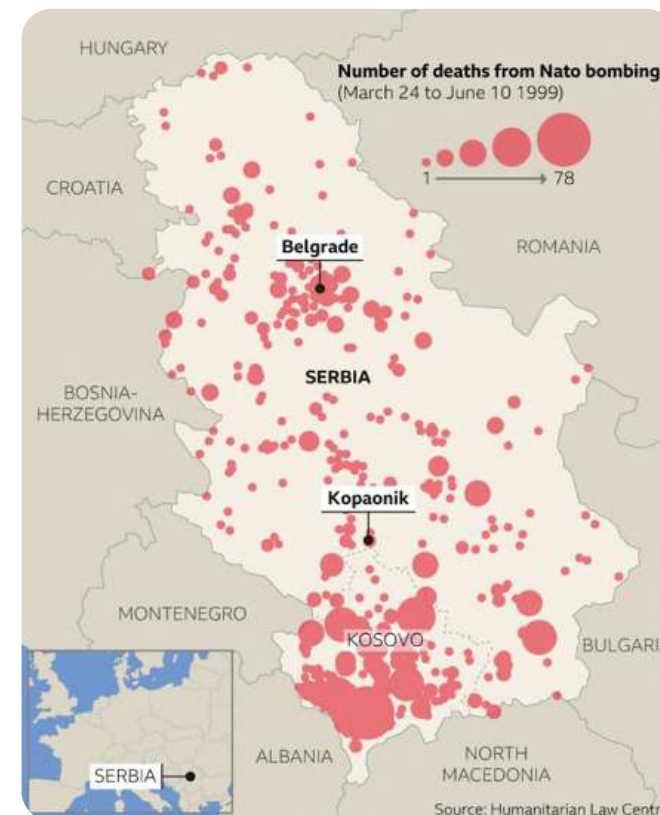 HUNGARY
Number of deaths from Nato bombing
(March 24 to June 10 1999)
1
78
CROATIA
ROMANIA
Belgrade
SERBIA
BOSNIA-
HERZEGOVINA
Kopaonik
MONTENEGRO
KOSOVO
BULGARI
ALBANIA
NORTH
MACEDONIA
SERBIA
Source: Humanitarian Law Centr